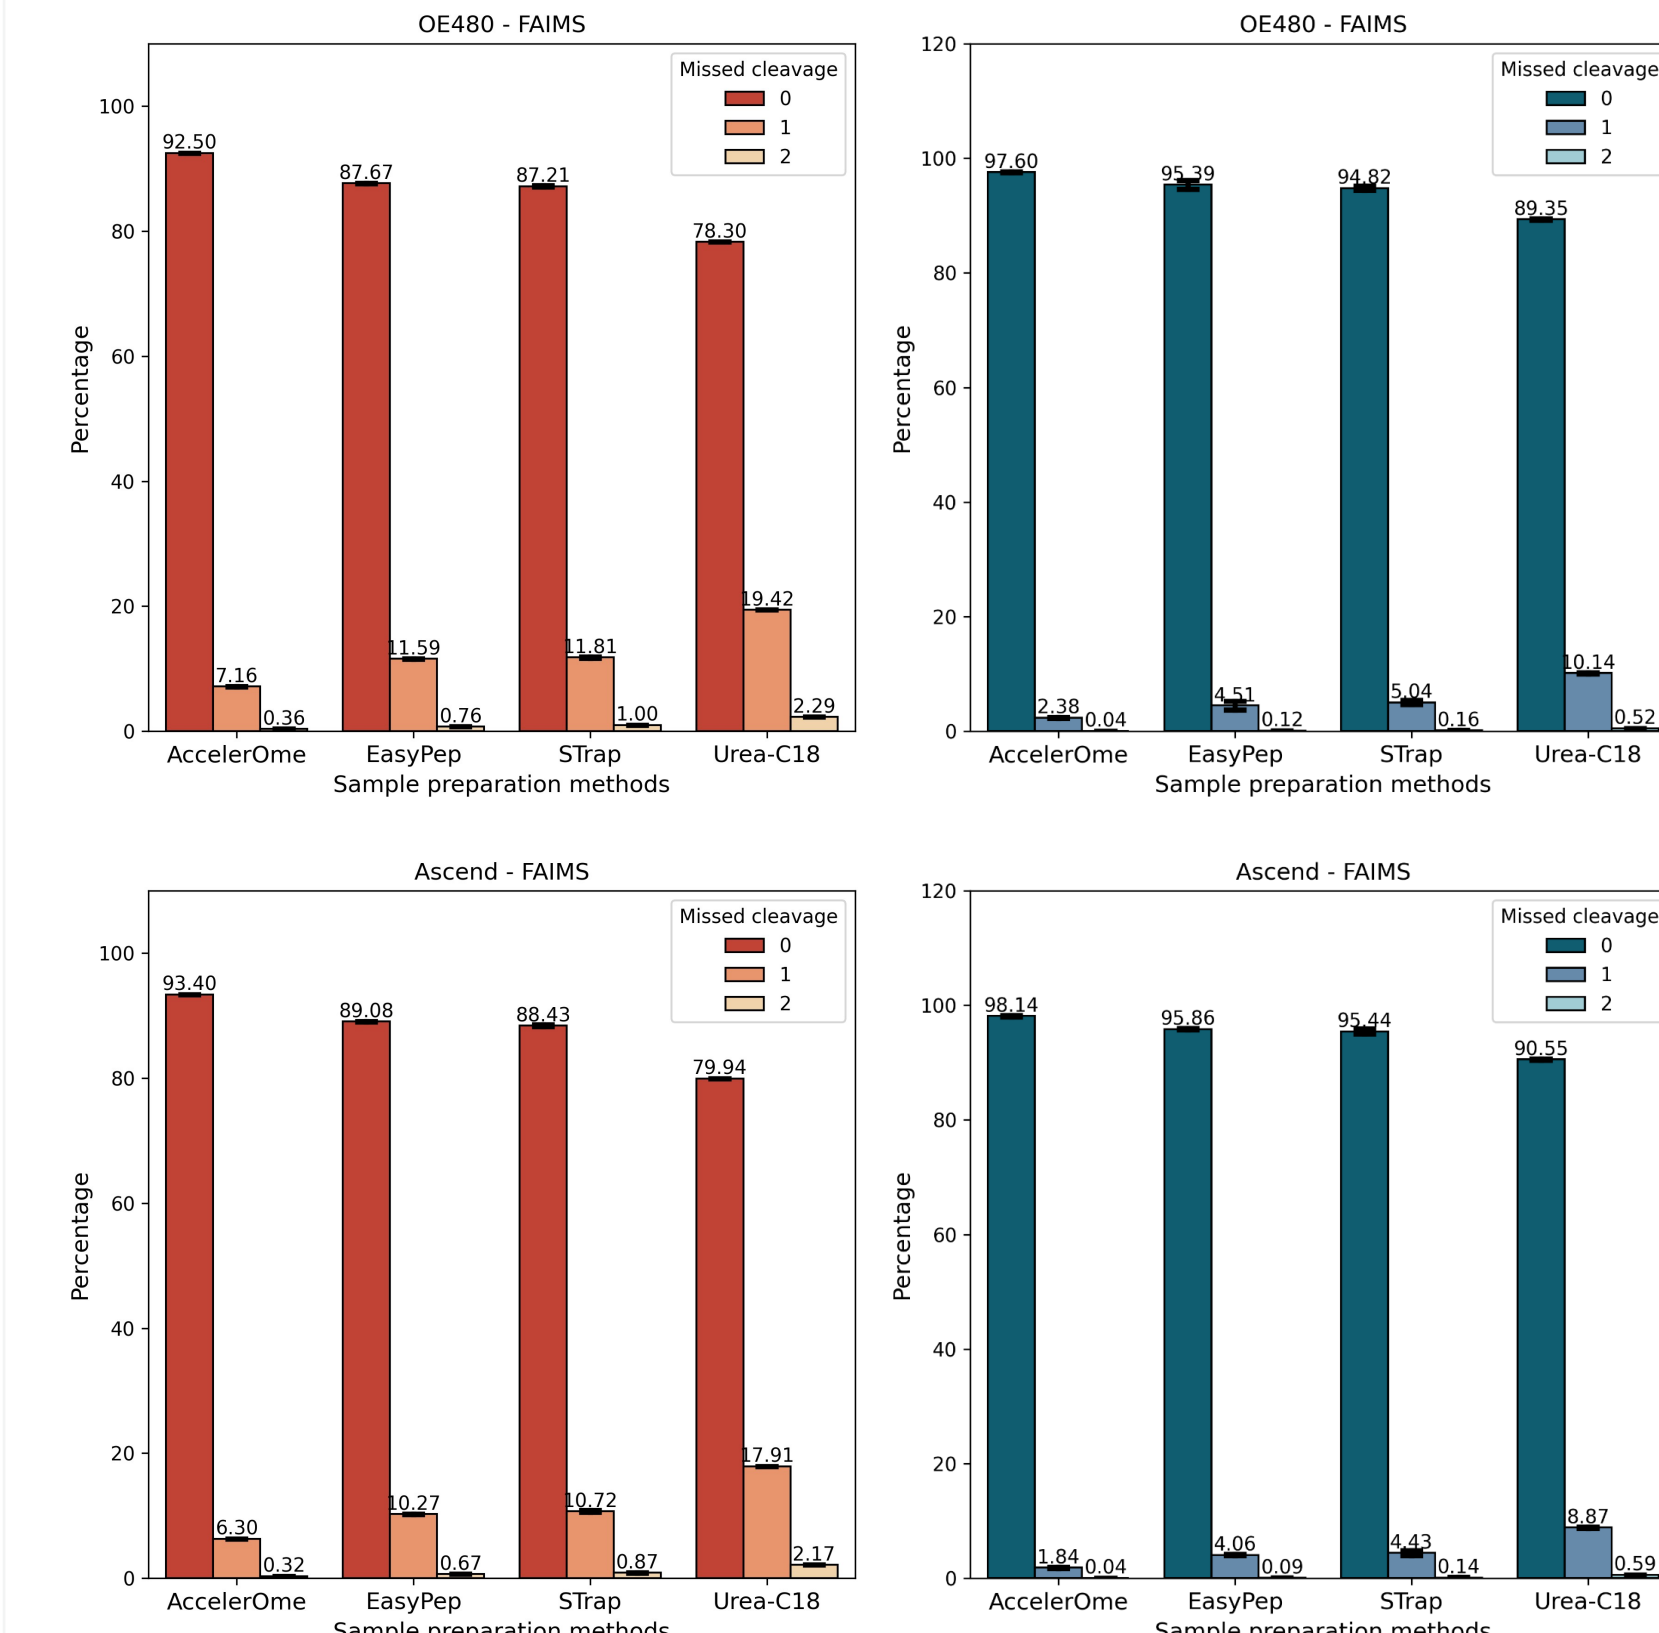 OE480 - FAIMS
Percentage
100
80
60
40
20
0
Missed cleavage
0
1
2
92.50
7.16
0.36
87.67
11.59
0.76
87.21
11.81
1.00
78.30
19.42
2.29
AccelerOme
EasyPep
STrap
Urea-C18
Sample preparation methods
OE480 - FAIMS
Percentage
120
100
80
60
40
20
0
Missed cleavage
0
1
2
97.60
2.38
0.04
95.39
4.51
0.12
94.82
5.04
0.16
89.35
10.14
0.52
AccelerOme
EasyPep
STrap
Urea-C18
Sample preparation methods
Ascend - FAIMS
Percentage
100
80
60
40
20
0
Missed cleavage
0
1
2
93.40
6.30
0.32
89.08
10.27
0.67
88.43
10.72
0.87
79.94
17.91
2.17
AccelerOme
EasyPep
STrap
Urea-C18
Sample preparation methods
Ascend - FAIMS
Percentage
120
100
80
60
40
20
0
Missed cleavage
0
1
2
98.14
1.84
0.04
95.86
4.06
0.09
95.44
4.43
0.14
90.55
8.87
0.59
AccelerOme
EasyPep
STrap
Urea-C18
Sample preparation methods